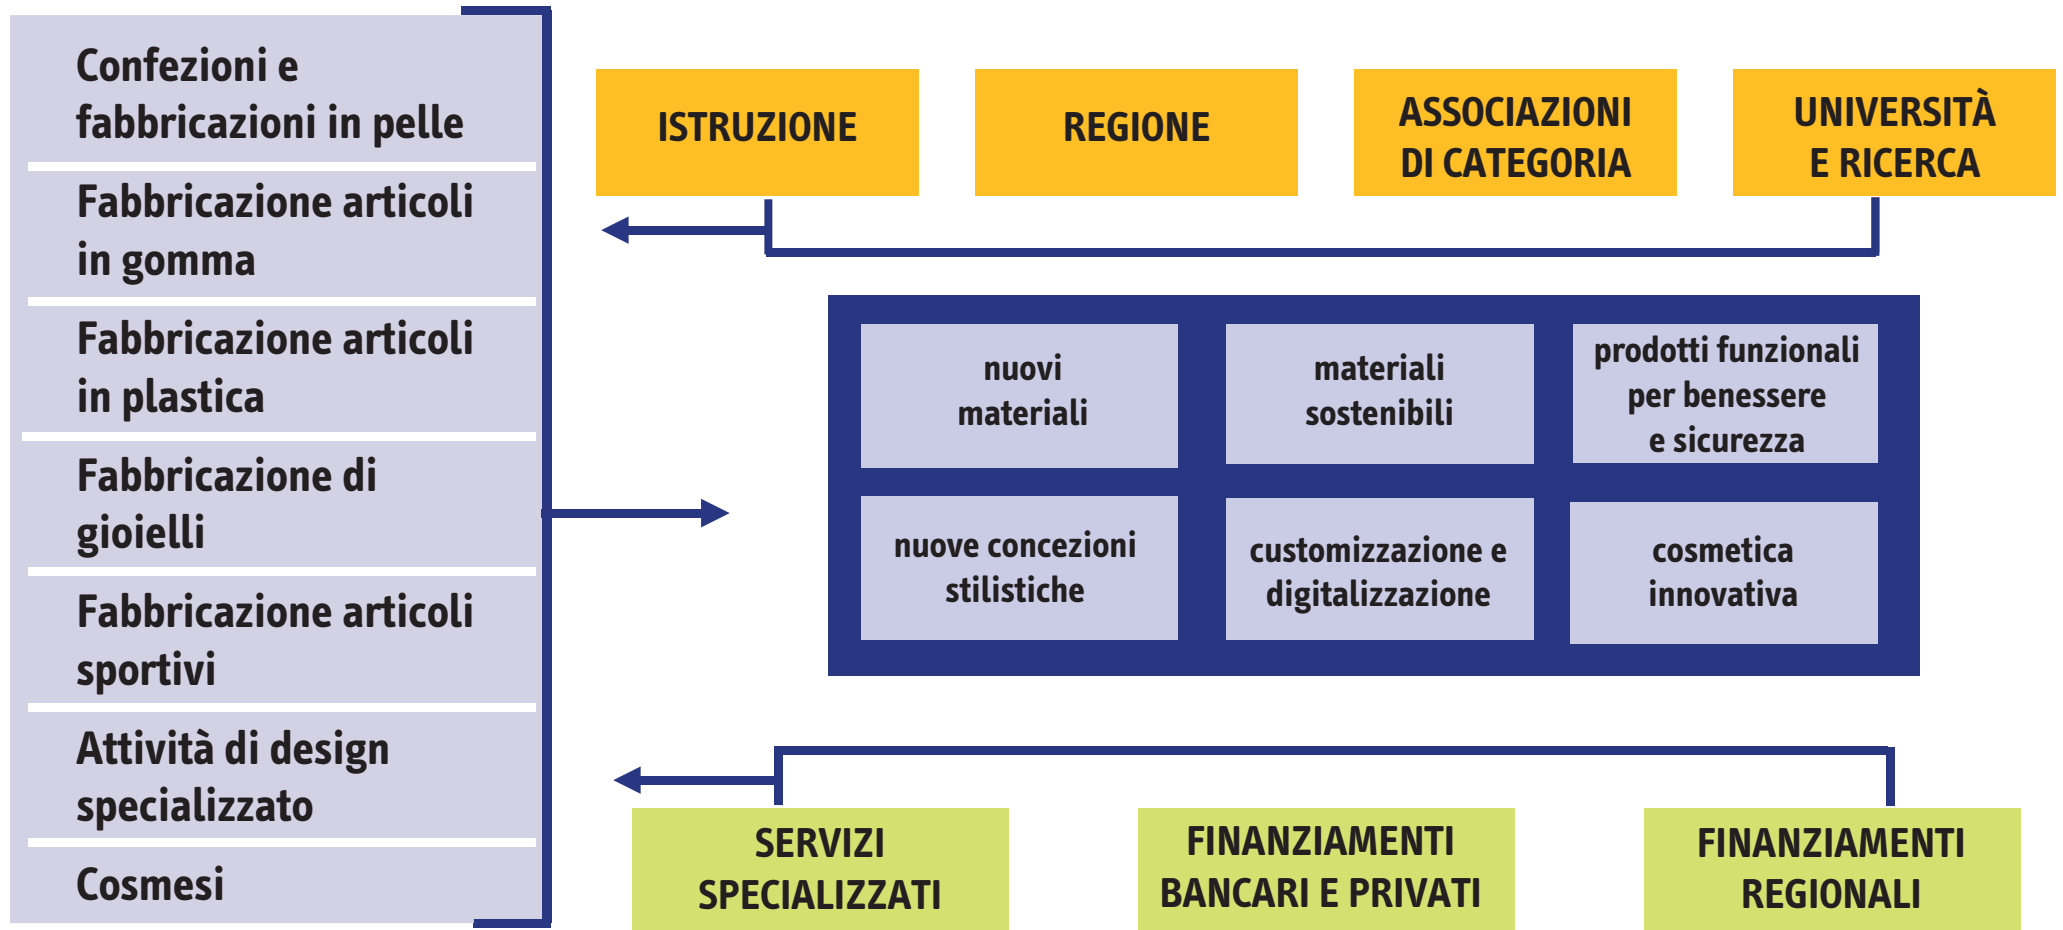 Confezioni e
fabbricazioni in pelle
Fabbricazione articoli
in gomma
Fabbricazione articoli
in plastica
Fabbricazione di
gioielli
Fabbricazione articoli
sportivi
Attività di design
specializzato
Cosmesi
ISTRUZIONE
REGIONE
ASSOCIAZIONI
DI CATEGORIA
UNIVERSITÀ
E RICERCA
nuovi
materiali
materiali
sostenibili
prodotti funzionali
per benessere
e sicurezza
nuove concezioni
stilistiche
customizzazione e
digitalizzazione
cosmetica
innovativa
SERVIZI
SPECIALIZZATI
FINANZIAMENTI
BANCARI E PRIVATI
FINANZIAMENTI
REGIONALI